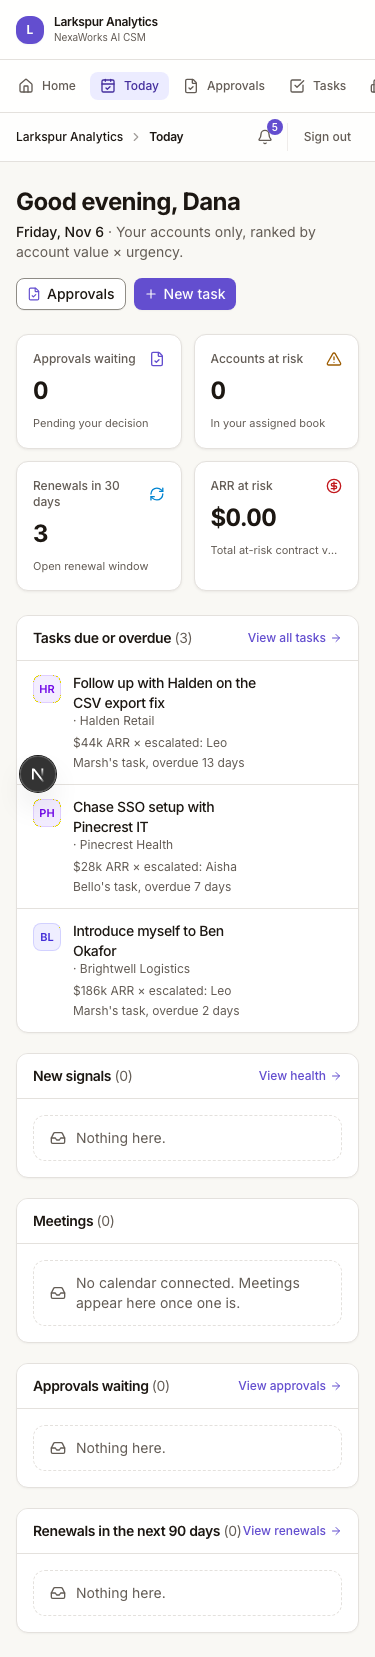 L
Larkspur Analytics
NexaWorks AI CSM
Home
Today
Approvals
Tasks
Larkspur Analytics > Today
5
Sign out
Good evening, Dana
Friday, Nov 6 · Your accounts only, ranked by
account value × urgency.
Approvals
+ New task
Approvals waiting
0
Pending your decision
Accounts at risk
0
In your assigned book
Renewals in 30
days
3
Open renewal window
ARR at risk
$0.00
Total at-risk contract v...
Tasks due or overdue (3)
View all tasks →
HR
Follow up with Halden on the
CSV export fix
· Halden Retail
$44k ARR × escalated: Leo
Marsh's task, overdue 13 days
N
PH
Chase SSO setup with
Pinecrest IT
· Pinecrest Health
$28k ARR × escalated: Aisha
Bello's task, overdue 7 days
BL
Introduce myself to Ben
Okafor
· Brightwell Logistics
$186k ARR × escalated: Leo
Marsh's task, overdue 2 days
New signals (0)
View health →
Nothing here.
Meetings (0)
No calendar connected. Meetings
appear here once one is.
Approvals waiting (0)
View approvals →
Nothing here.
Renewals in the next 90 days (0)
View renewals →
Nothing here.